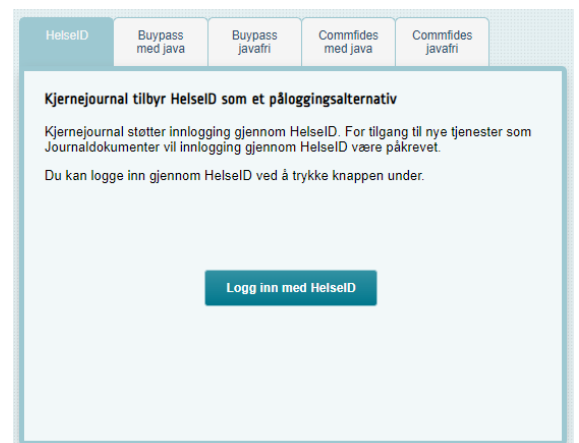 HelseID
Buypass
med java
Buypass
javafri
Commfides
med java
Commfides
javafri
Kjernejournal tilbyr HelseID som et påloggingsalternativ
Kjernejournal støtter innlogging gjennom HelseID. For tilgang til nye tjenester som
Journaldokumenter vil innlogging gjennom HelseID være påkrevet.
Du kan logge inn gjennom HelseID ved å trykke knappen under.
Logg inn med HelseID